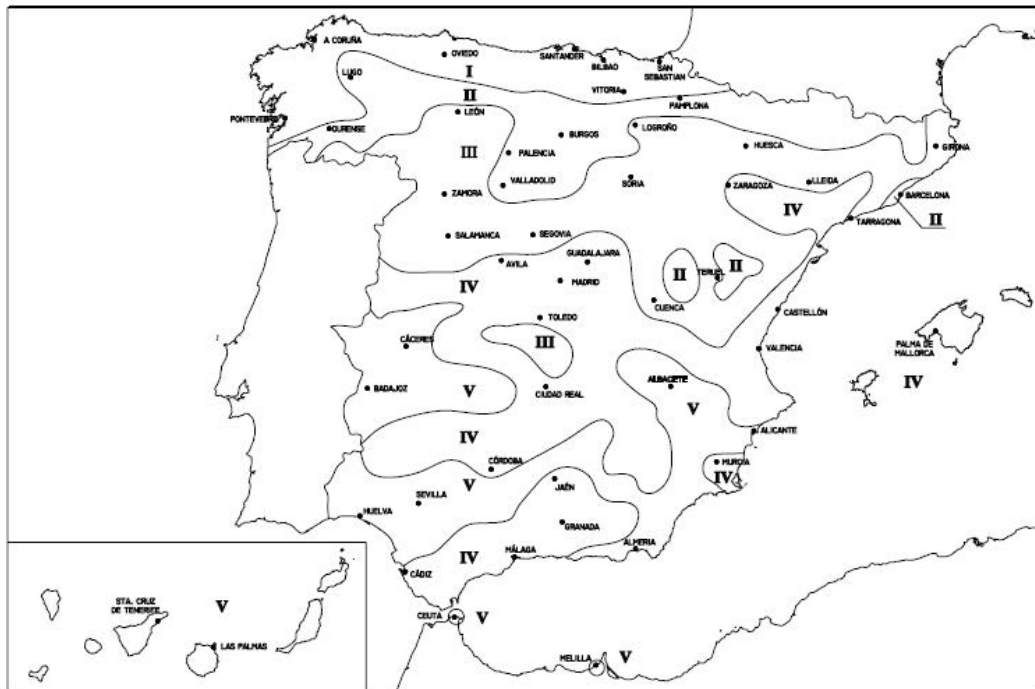 A CORUÑA
OVIEDO
SANTANDER
BILBAO
SAN
SEBASTIAN
LUGO
I
VITORIA
II
PAMPLONA
PONTEVEDRA
OURENSE
LEÓN
BURGOS
LOGROÑO
HUESCA
GIRONA
III
PALENCIA
VALLADOLID
SORIA
ZARAGOZA
LLEIDA
BARCELONA
ZAMORA
IV
TARRAGONA
II
SALAMANCA
SEGOVIA
GUADALAJARA
AVILA
II
II
TERUEL
IV
MADRID
CUENCA
CASTELLÓN
TOLEDO
CÁCERES
III
VALENCIA
PALMA DE
MALLORCA
BADAJOZ
V
CIUDAD REAL
ALBACETE
V
IV
IV
ALICANTE
CÓRDOBA
MURCIA
V
JAÉN
IV
SEVILLA
HUELVA
GRANADA
ALMERIA
MÁLAGA
IV
CÁDIZ
STA. CRUZ
DE TENERIFE
V
CEUTA
V
LAS PALMAS
MELILLA
V